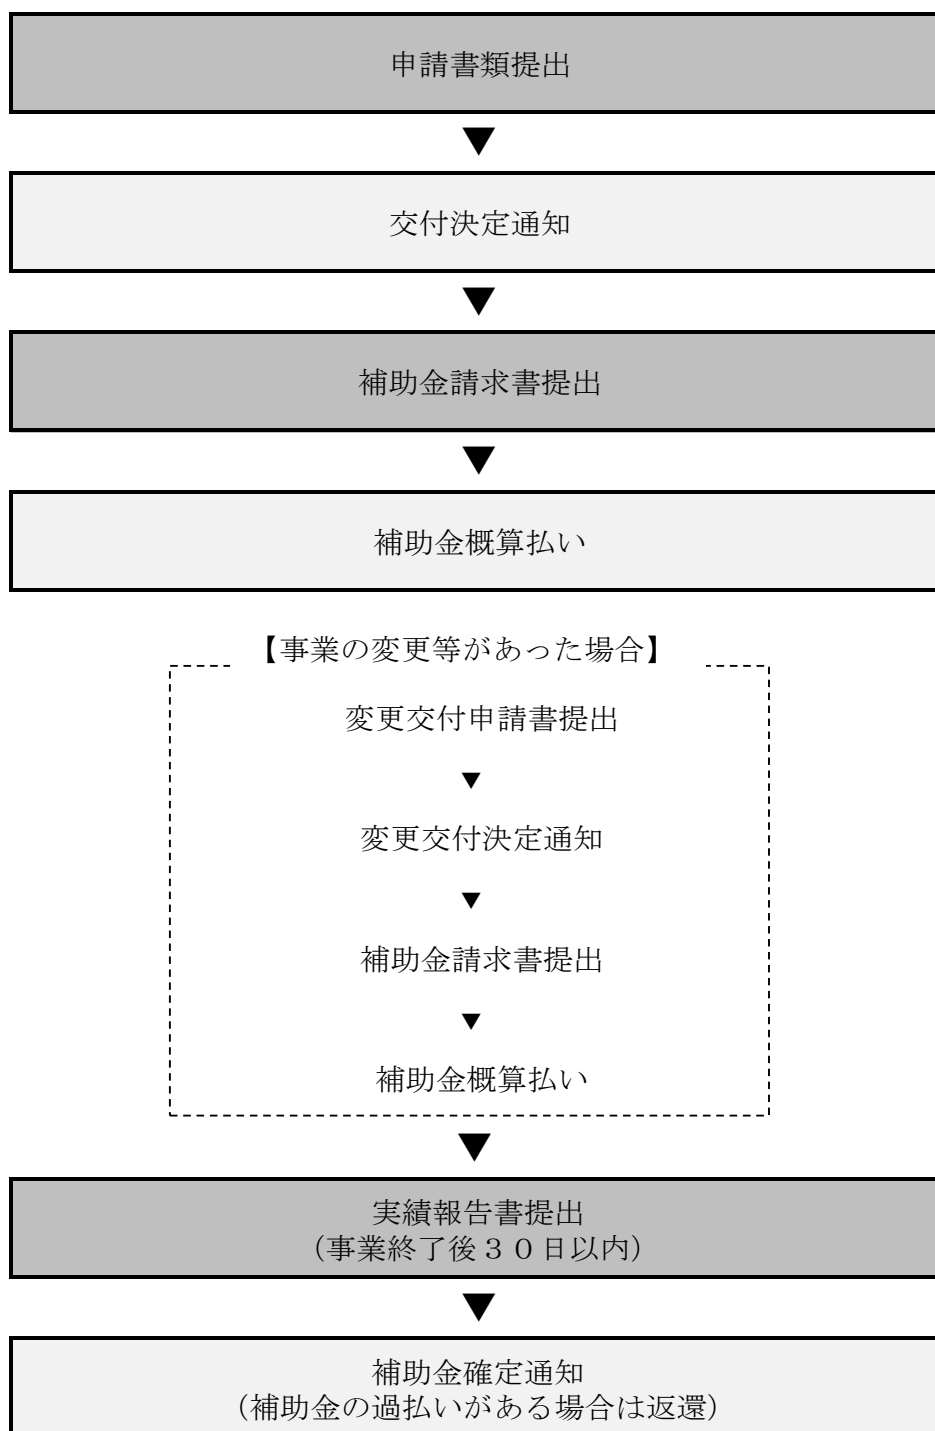 申請書類提出
▼
交付決定通知
▼
補助金請求書提出
▼
補助金概算払い
【事業の変更等があった場合】
変更交付申請書提出
▼
変更交付決定通知
▼
補助金請求書提出
▼
補助金概算払い
▼
実績報告書提出
（事業終了後３０日以内）
▼
補助金確定通知
（補助金の過払いがある場合は返還）